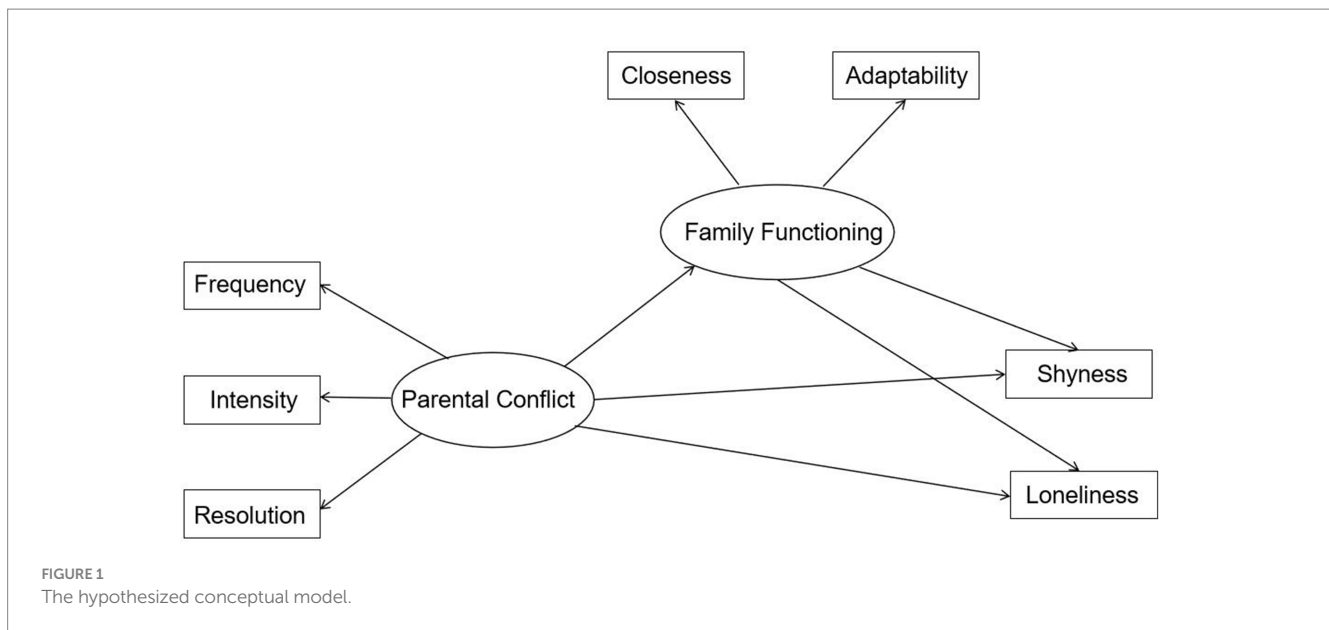 Closeness
Adaptability
Family Functioning
Frequency
Shyness
Intensity
Parental Conflict
Loneliness
Resolution
FIGURE 1
The hypothesized conceptual model.